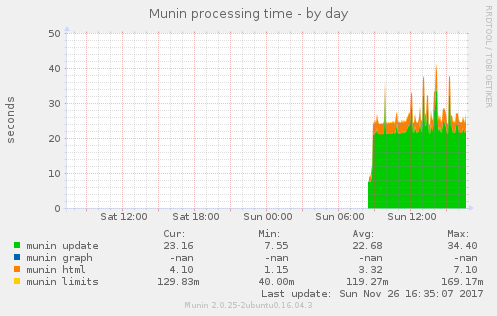 Munin processing time - by day
RRDTOOL / TOBI OETIKER
seconds
50
40
30
20
10
0
Sat 12:00 Sat 18:00 Sun 00:00 Sun 06:00 Sun 12:00
Cur: Min: Avg: Max:
munin update 23.16 7.55 22.68 34.40
munin graph -nan -nan -nan -nan
munin html 4.10 1.15 3.32 7.10
munin limits 129.83m 40.00m 119.27m 169.17m
Last update: Sun Nov 26 16:35:07 2017
Munin 2.0.25-2ubuntu0.16.04.3